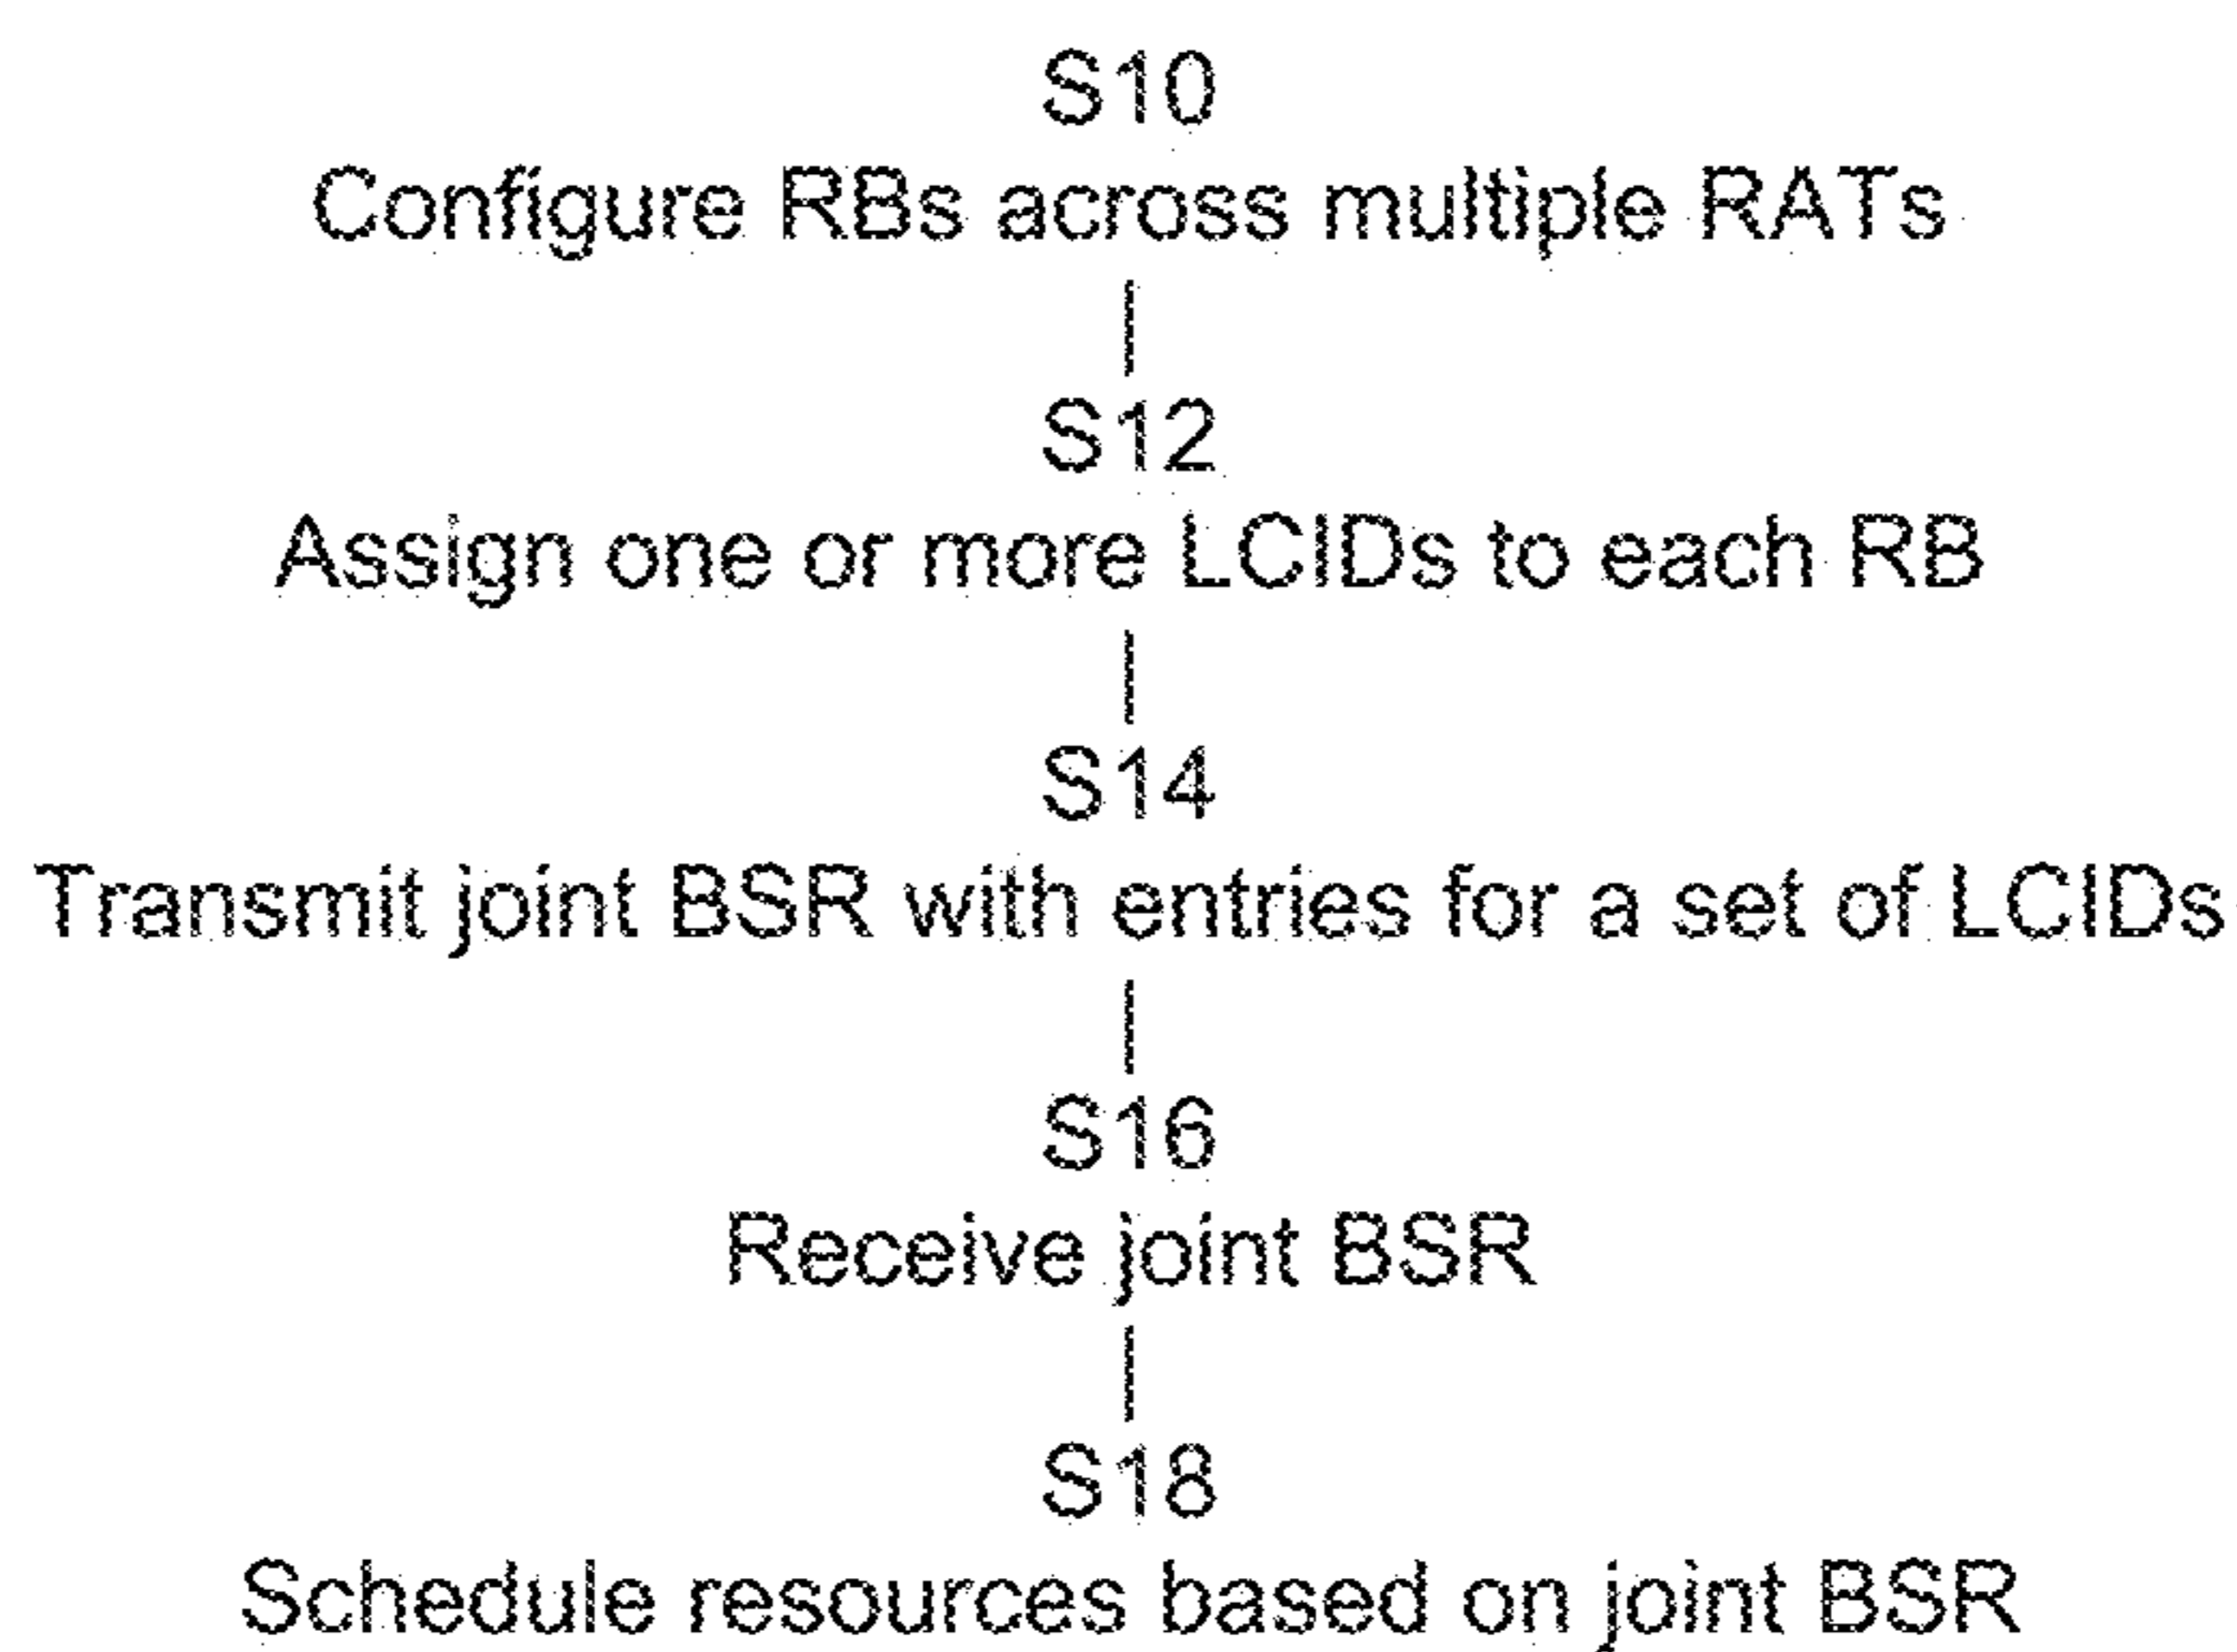 S10
Configure RBs across multiple RATs
S12
Assign one or more LCIDs to each RB
S14
Transmit joint BSR with entries for a set of LCIDs
S16
Receive joint BSR
S18
Schedule resources based on joint BSR